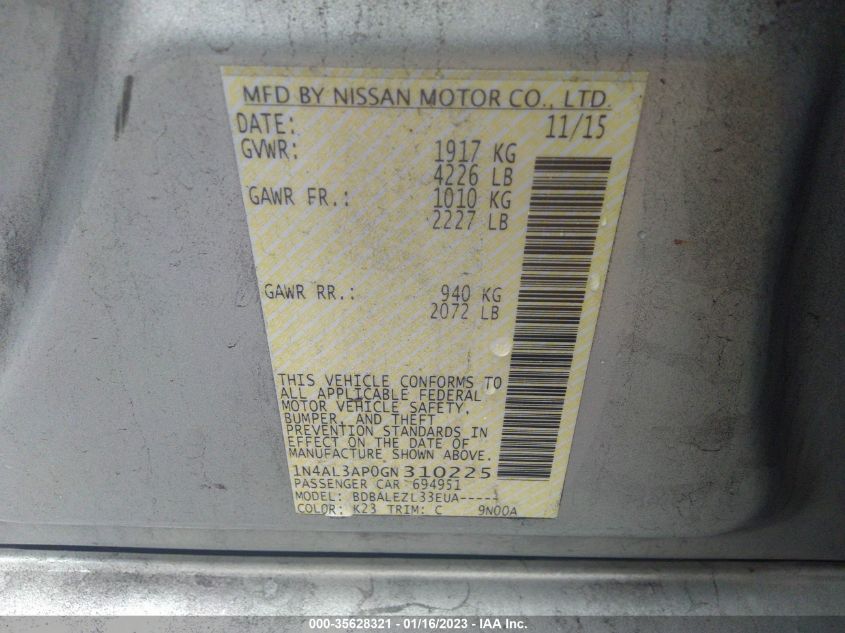 MFD BY NISSAN MOTOR CO., LTD.
DATE: 11/15
GVWR: 1917 KG
4226 LB
GAWR FR.: 1010 KG
2227 LB
GAWR RR.: 940 KG
2072 LB
THIS VEHICLE CONFORMS TO
ALL APPLICABLE FEDERAL
MOTOR VEHICLE SAFETY,
BUMPER, AND THEFT
PREVENTION STANDARDS IN
EFFECT ON THE DATE OF
MANUFACTURE SHOWN ABOVE.
1N4AL3AP0GN310225
PASSENGER CAR 694951
MODEL: BDBALEZL33EUA-----
COLOR: K23 TRIM: C 9N00A
000-35628321 - 01/16/2023 - IAA Inc.